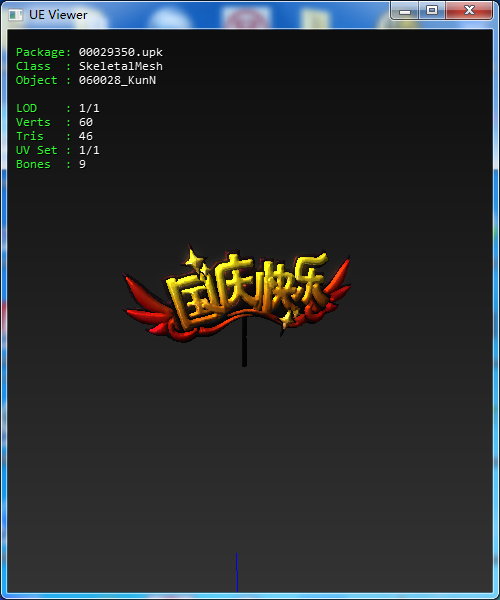 UE Viewer
Package: 00029350.upk
Class : SkeletalMesh
Object : 060028_KunN
LOD : 1/1
Verts : 60
Tris : 46
UV Set : 1/1
Bones : 9
国庆快乐